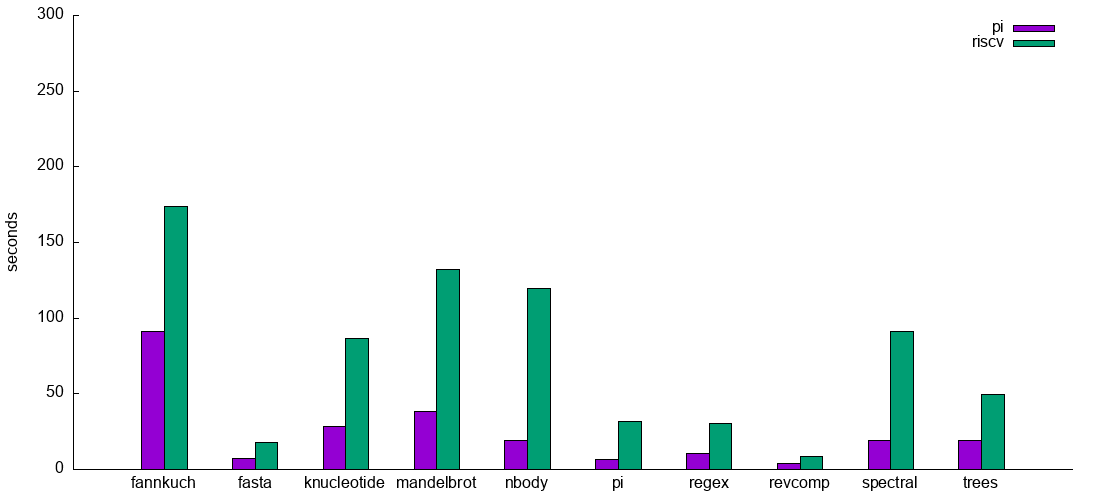 300
250
200
150
100
50
0
seconds
pi
riscv
fannkuch fasta knucleotide mandelbrot nbody pi regex revcomp spectral trees